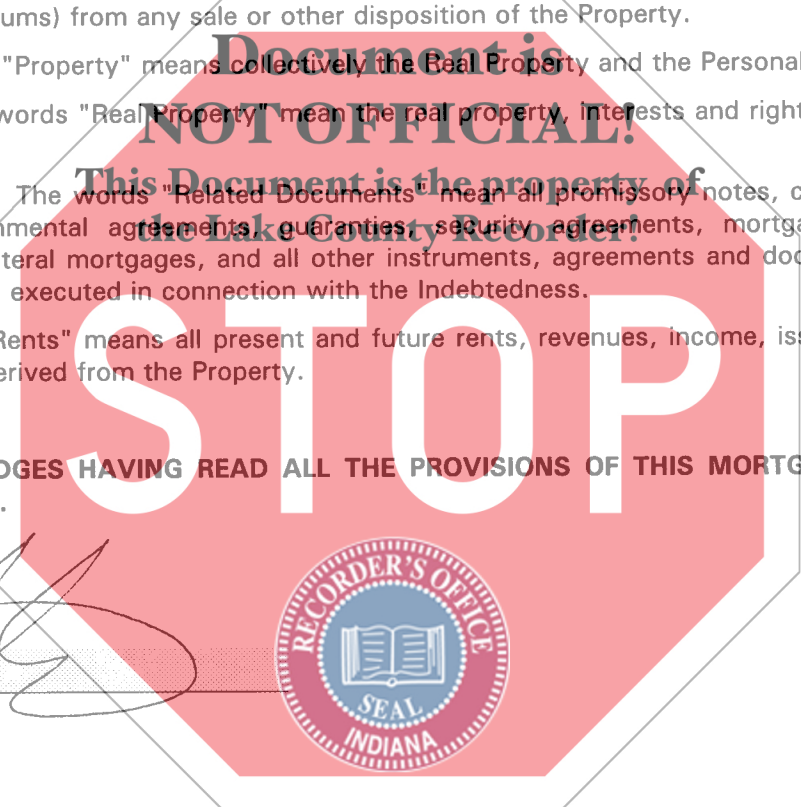 ums) from any sale or other disposition of the Property.
Document is
"Property" means collectively the Real Property and the Personal
NOT OFFICIAL!
words "Real Property" mean the real property, interests and right
This Document is the property of
The words "Related Documents" mean all promissory notes, c
nmental agreements, guaranties, security agreements, mortga
the Lake County Recorder!
teral mortgages, and all other instruments, agreements and doc
executed in connection with the Indebtedness.
STOP
Rents" means all present and future rents, revenues, income, iss
erived from the Property.
DGES HAVING READ ALL THE PROVISIONS OF THIS MORTG
.
RECORDER'S OFFICE
SEAL
INDIANA